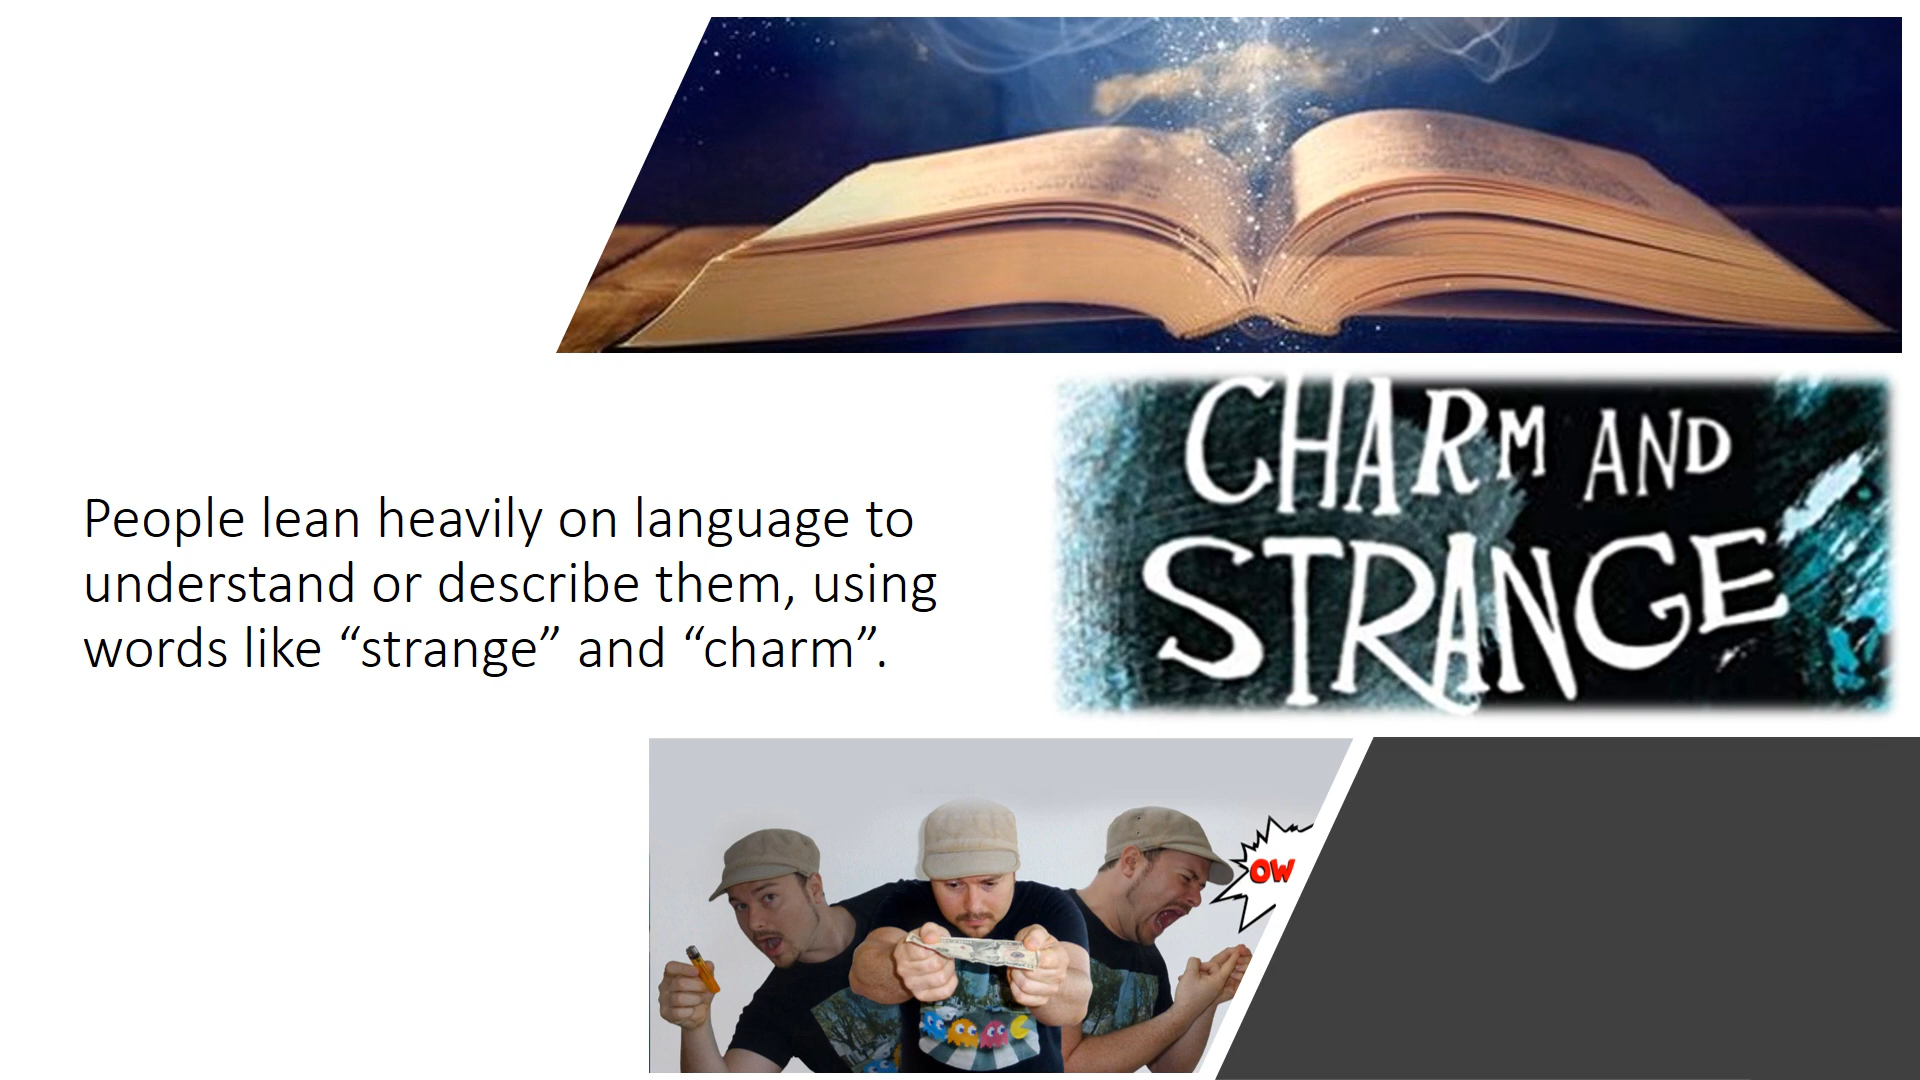 CHARM AND
STRANGE
People lean heavily on language to
understand or describe them, using
words like “strange” and “charm”.
OW